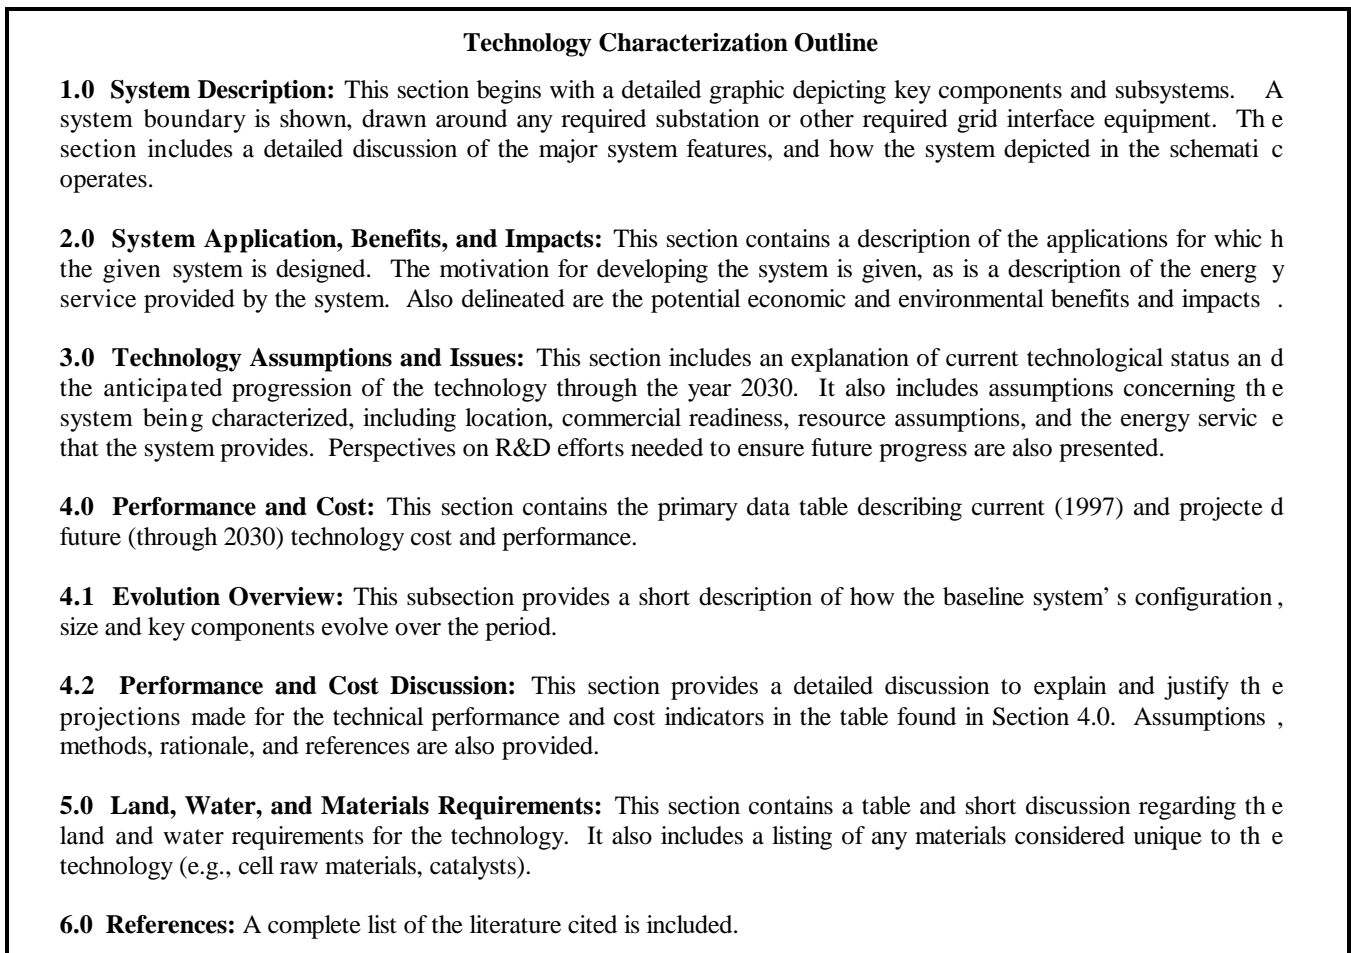 Technology Characterization Outline
1.0 System Description: This section begins with a detailed graphic depicting key components and subsystems. A
system boundary is shown, drawn around any required substation or other required grid interface equipment. Th e
section includes a detailed discussion of the major system features, and how the system depicted in the schemati c
operates.
2.0 System Application, Benefits, and Impacts: This section contains a description of the applications for whic h
the given system is designed. The motivation for developing the system is given, as is a description of the energ y
service provided by the system. Also delineated are the potential economic and environmental benefits and impacts .
3.0 Technology Assumptions and Issues: This section includes an explanation of current technological status an d
the anticipated progression of the technology through the year 2030. It also includes assumptions concerning th e
system being characterized, including location, commercial readiness, resource assumptions, and the energy servic e
that the system provides. Perspectives on R&D efforts needed to ensure future progress are also presented.
4.0 Performance and Cost: This section contains the primary data table describing current (1997) and projecte d
future (through 2030) technology cost and performance.
4.1 Evolution Overview: This subsection provides a short description of how the baseline system' s configuration ,
size and key components evolve over the period.
4.2 Performance and Cost Discussion: This section provides a detailed discussion to explain and justify th e
projections made for the technical performance and cost indicators in the table found in Section 4.0. Assumptions ,
methods, rationale, and references are also provided.
5.0 Land, Water, and Materials Requirements: This section contains a table and short discussion regarding th e
land and water requirements for the technology. It also includes a listing of any materials considered unique to th e
technology (e.g., cell raw materials, catalysts).
6.0 References: A complete list of the literature cited is included.